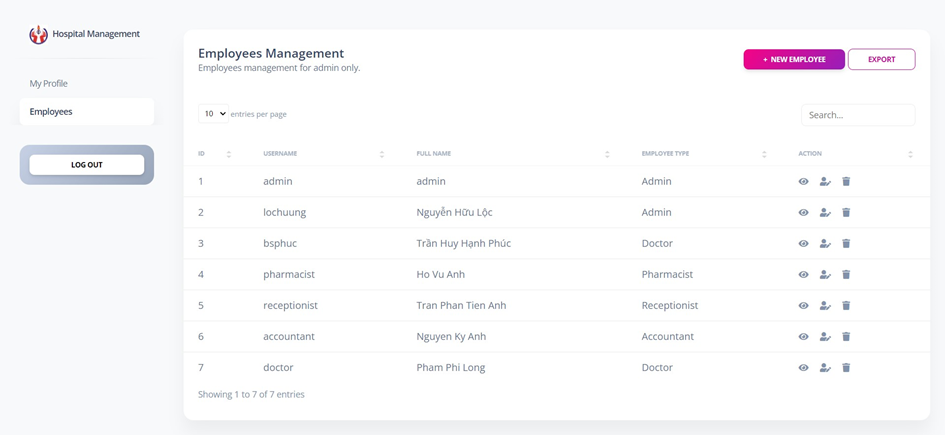 Hospital Management
My Profile
Employees
LOG OUT
Employees Management
Employees management for admin only.
+ NEW EMPLOYEE
EXPORT
10 entries per page
Search...
ID USERNAME FULL NAME EMPLOYEE TYPE ACTION
1 admin admin Admin
2 lochuung Nguyễn Hữu Lộc Admin
3 bsphuc Trần Huy Hạnh Phúc Doctor
4 pharmacist Ho Vu Anh Pharmacist
5 receptionist Tran Phan Tien Anh Receptionist
6 accountant Nguyen Ky Anh Accountant
7 doctor Pham Phi Long Doctor
Showing 1 to 7 of 7 entries